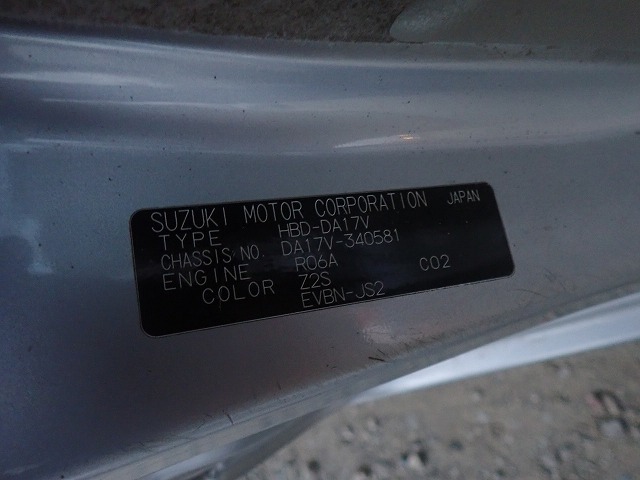 SUZUKI MOTOR CORPORATION JAPAN
TYPE HBD-DA17V
CHASSIS NO. DA17V-340581
ENGINE R06A C02
COLOR Z2S
EVBN-JS2